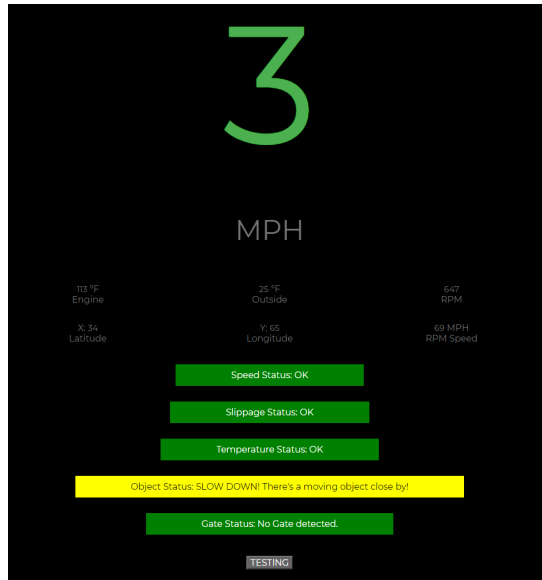 3
MPH
113 °F 25 °F 647
Engine Outside RPM
X: 34 Y: 65 69 MPH
Latitude Longitude RPM Speed
Speed Status: OK
Slippage Status: OK
Temperature Status: OK
Object Status: SLOW DOWN! There's a moving object close by!
Gate Status: No Gate detected.
TESTING